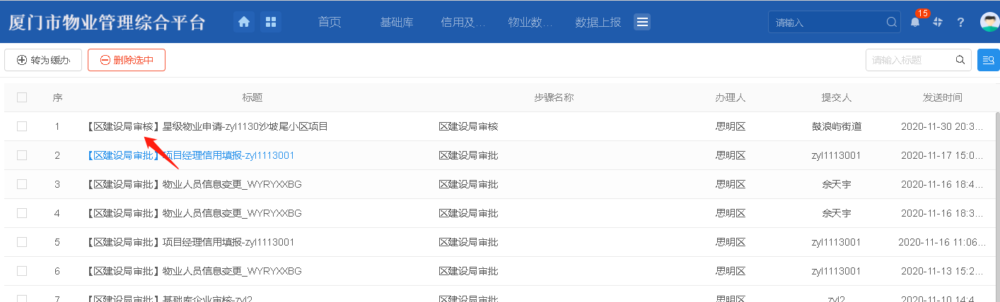 厦门市物业管理综合平台 首页 基础库 信用及... 物业数... 数据上报 请输入 15 ?
转为缓办 删除选中 请输入标题
序 标题 步骤名称 办理人 提交人 发送时间
1 【区建设局审核】星级物业申请-zyl1130沙坡尾小区项目 区建设局审核 思明区 鼓浪屿街道 2020-11-30 20:3...
2 【区建设局审批】项目经理信用填报-zyl1113001 区建设局审批 思明区 zyl1113001 2020-11-17 15:0...
3 【区建设局审批】物业人员信息变更_WYRYXXBG 区建设局审批 思明区 余天宇 2020-11-16 18:4...
4 【区建设局审批】物业人员信息变更_WYRYXXBG 区建设局审批 思明区 余天宇 2020-11-16 18:3...
5 【区建设局审批】项目经理信用填报-zyl1113001 区建设局审批 思明区 zyl1113001 2020-11-16 11:06...
6 【区建设局审批】物业人员信息变更_WYRYXXBG 区建设局审批 思明区 zyl1113001 2020-11-13 15:2...
7 【区建设局审批】基础库企业审核-zyl2 区建设局审批 思明区 zyl2 2020-11-10 14:4...